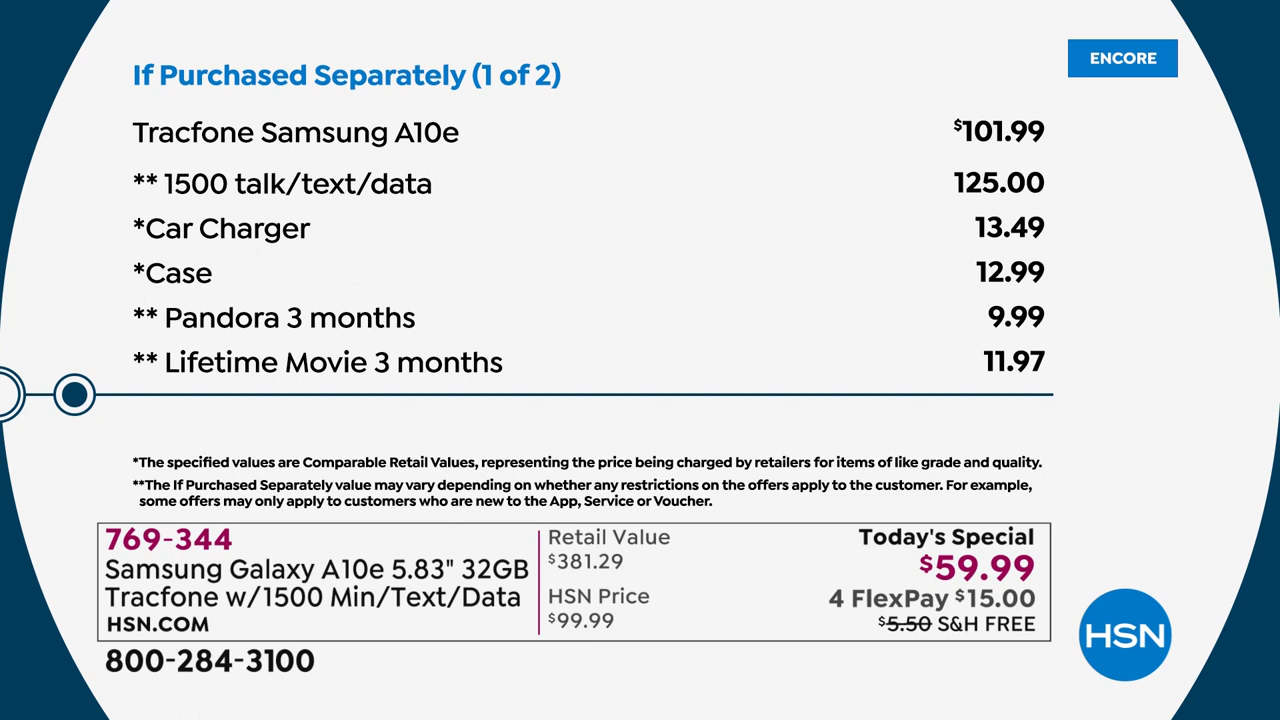 If Purchased Separately (1 of 2)
ENCORE
Tracfone Samsung A10e $101.99
** 1500 talk/text/data 125.00
*Car Charger 13.49
*Case 12.99
** Pandora 3 months 9.99
** Lifetime Movie 3 months 11.97
*The specified values are Comparable Retail Values, representing the price being charged by retailers for items of like grade and quality.
**The If Purchased Separately value may vary depending on whether any restrictions on the offers apply to the customer. For example,
some offers may only apply to customers who are new to the App, Service or Voucher.
769-344
Samsung Galaxy A10e 5.83" 32GB
Tracfone w/1500 Min/Text/Data
HSN.COM
Retail Value
$381.29
HSN Price
$99.99
Today's Special
$59.99
4 FlexPay $15.00
$5.50 S&H FREE
HSN
800-284-3100